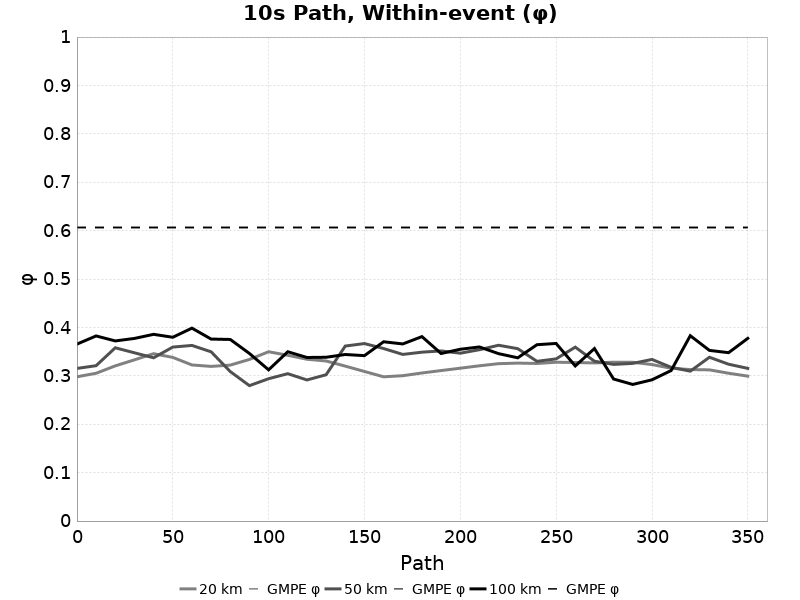 10s Path, Within-event (φ)
1
0.9
0.8
0.7
0.6
0.5
0.4
0.3
0.2
0.1
0
φ
0 50 100 150 200 250 300 350
Path
20 km GMPE φ 50 km GMPE φ 100 km GMPE φ